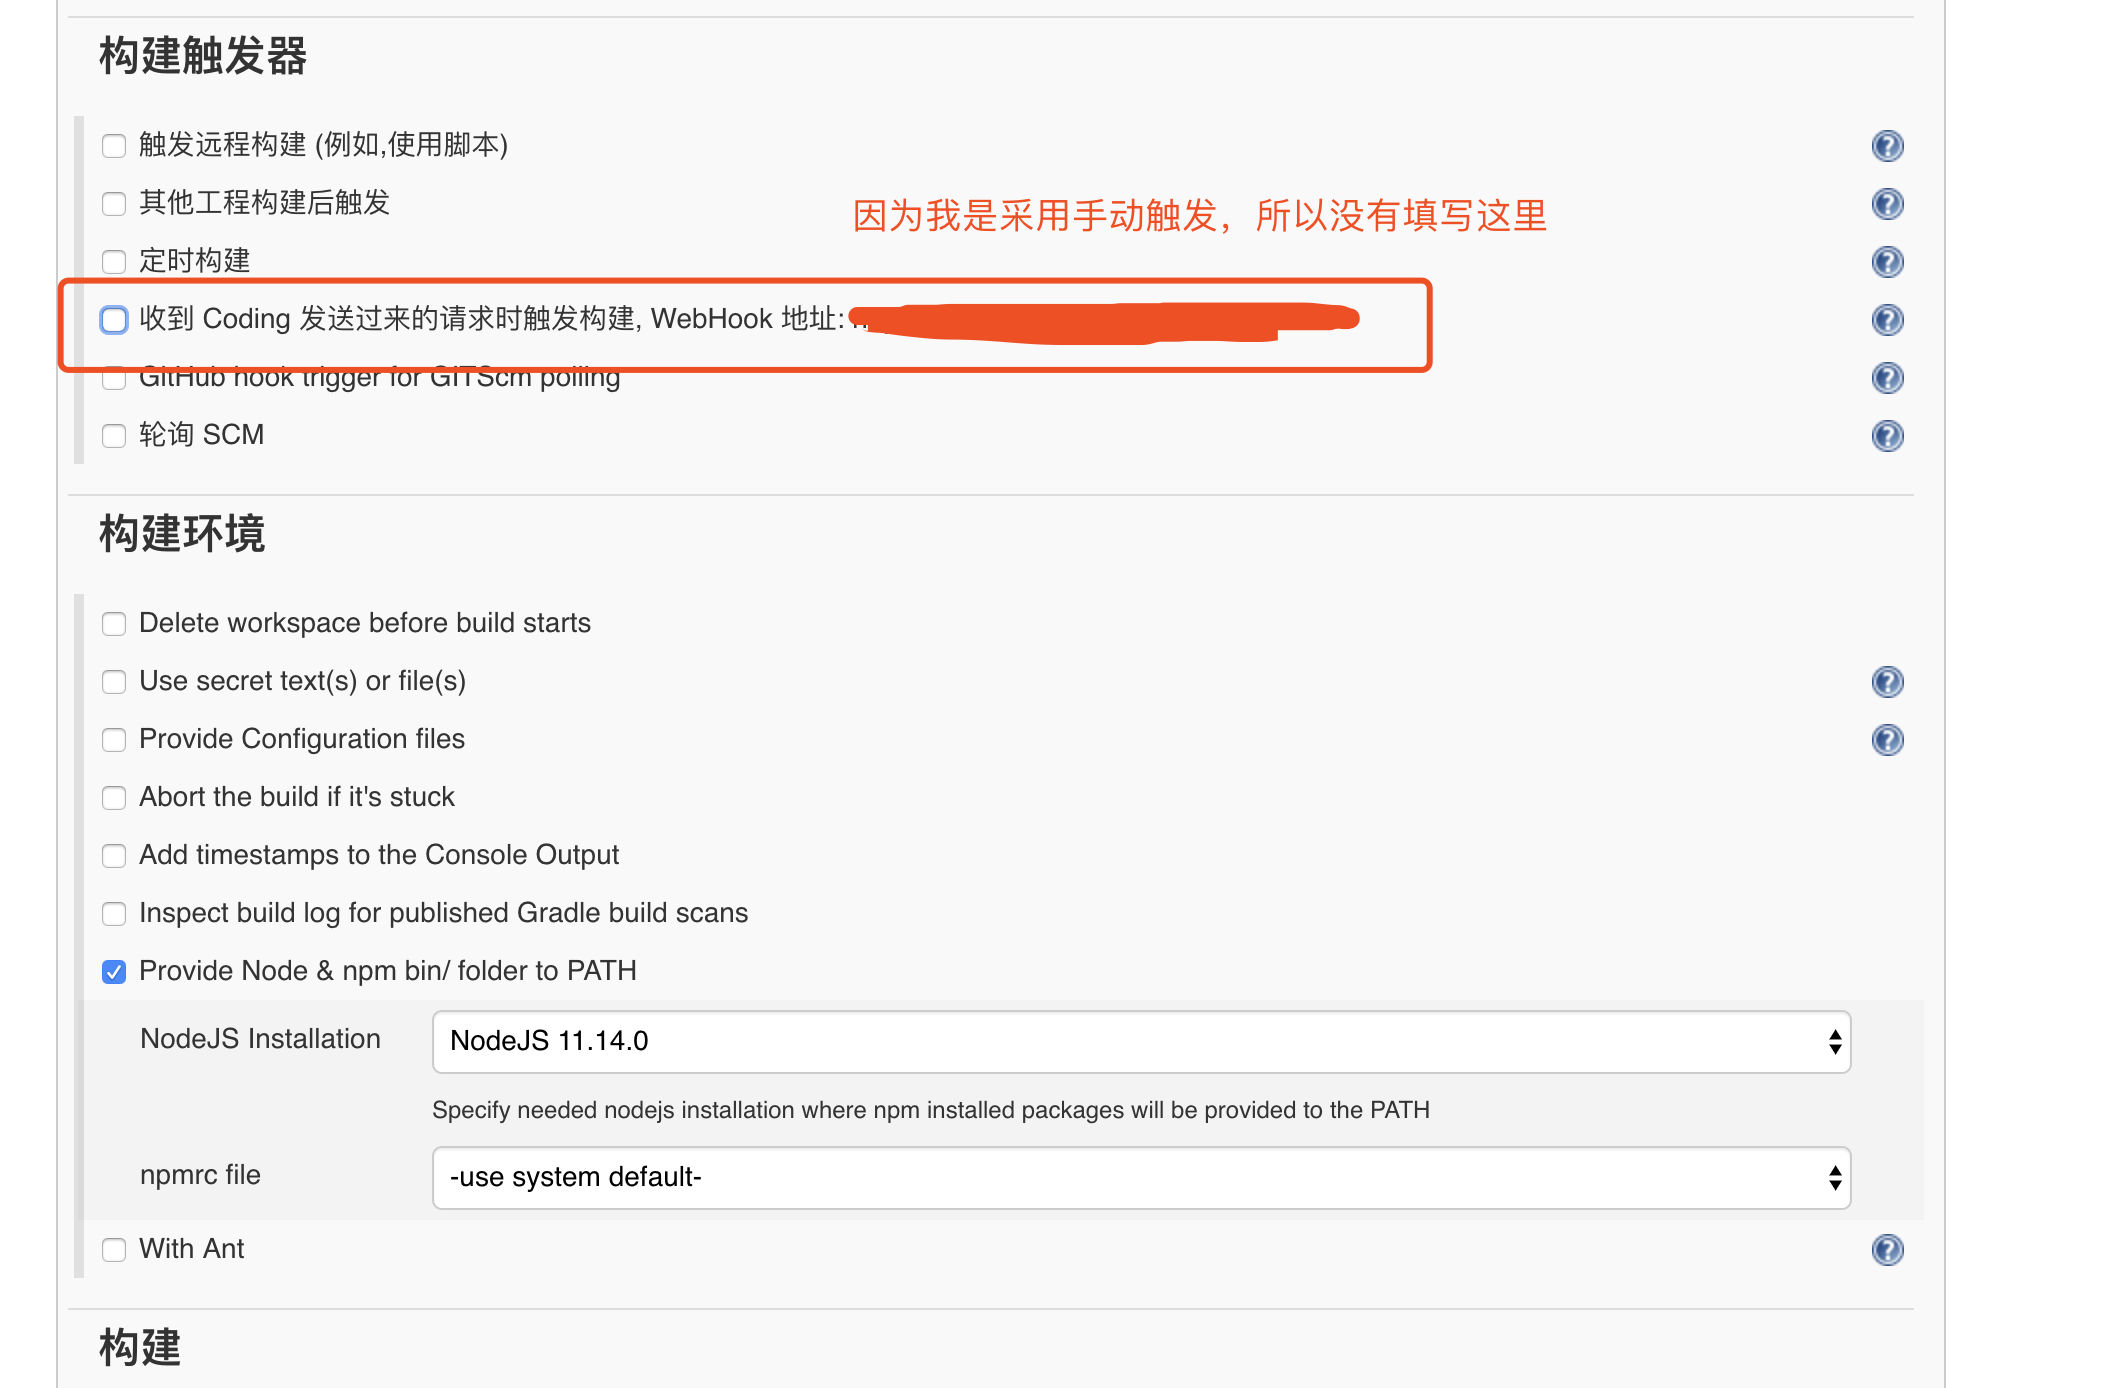 构建触发器
触发远程构建 (例如,使用脚本)
其他工程构建后触发
因为我是采用手动触发，所以没有填写这里
定时构建
收到 Coding 发送过来的请求时触发构建, WebHook 地址:
GitHub hook trigger for GITScm polling
轮询 SCM
构建环境
Delete workspace before build starts
Use secret text(s) or file(s)
Provide Configuration files
Abort the build if it's stuck
Add timestamps to the Console Output
Inspect build log for published Gradle build scans
Provide Node & npm bin/ folder to PATH
NodeJS Installation
NodeJS 11.14.0
Specify needed nodejs installation where npm installed packages will be provided to the PATH
npmrc file
-use system default-
With Ant
构建